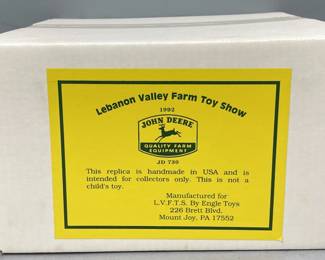 Lebanon Valley Farm Toy Show
1992
JOHN DEERE
QUALITY FARM
EQUIPMENT
JD 730
This replica is handmade in USA and is
intended for collectors only. This is not a
child's toy.
Manufactured for
L.V.F.T.S. By Engle Toys
226 Brett Blvd.
Mount Joy, PA 17552